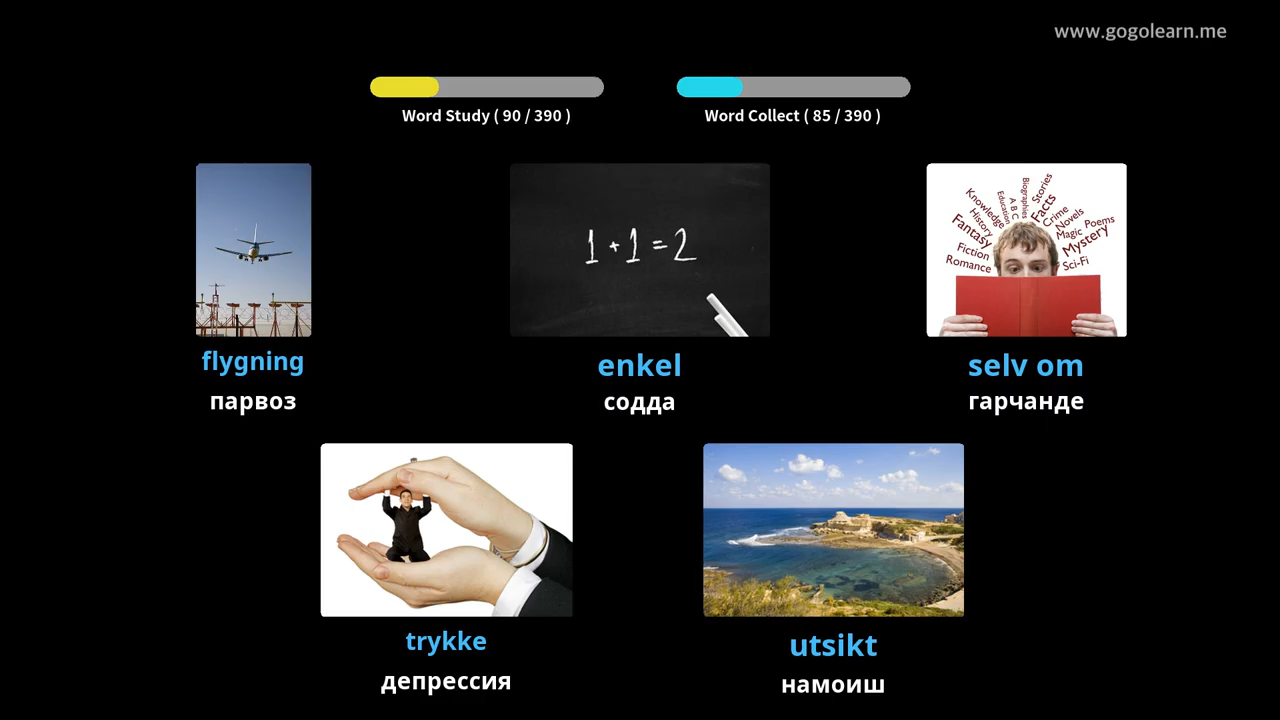 www.gogolearn.me
Word Study ( 90 / 390 )
Word Collect ( 85 / 390 )
Knowledge
History
Fantasy
Fiction
Romance
Education
A B C
Biographies
Stories
Facts
Crime
Novels
Magic
Poems
Mystery
Sci-Fi
1 + 1 = 2
flygning
парвоз
enkel
содда
selv om
гарчанде
trykke
депрессия
utsikt
намоиш